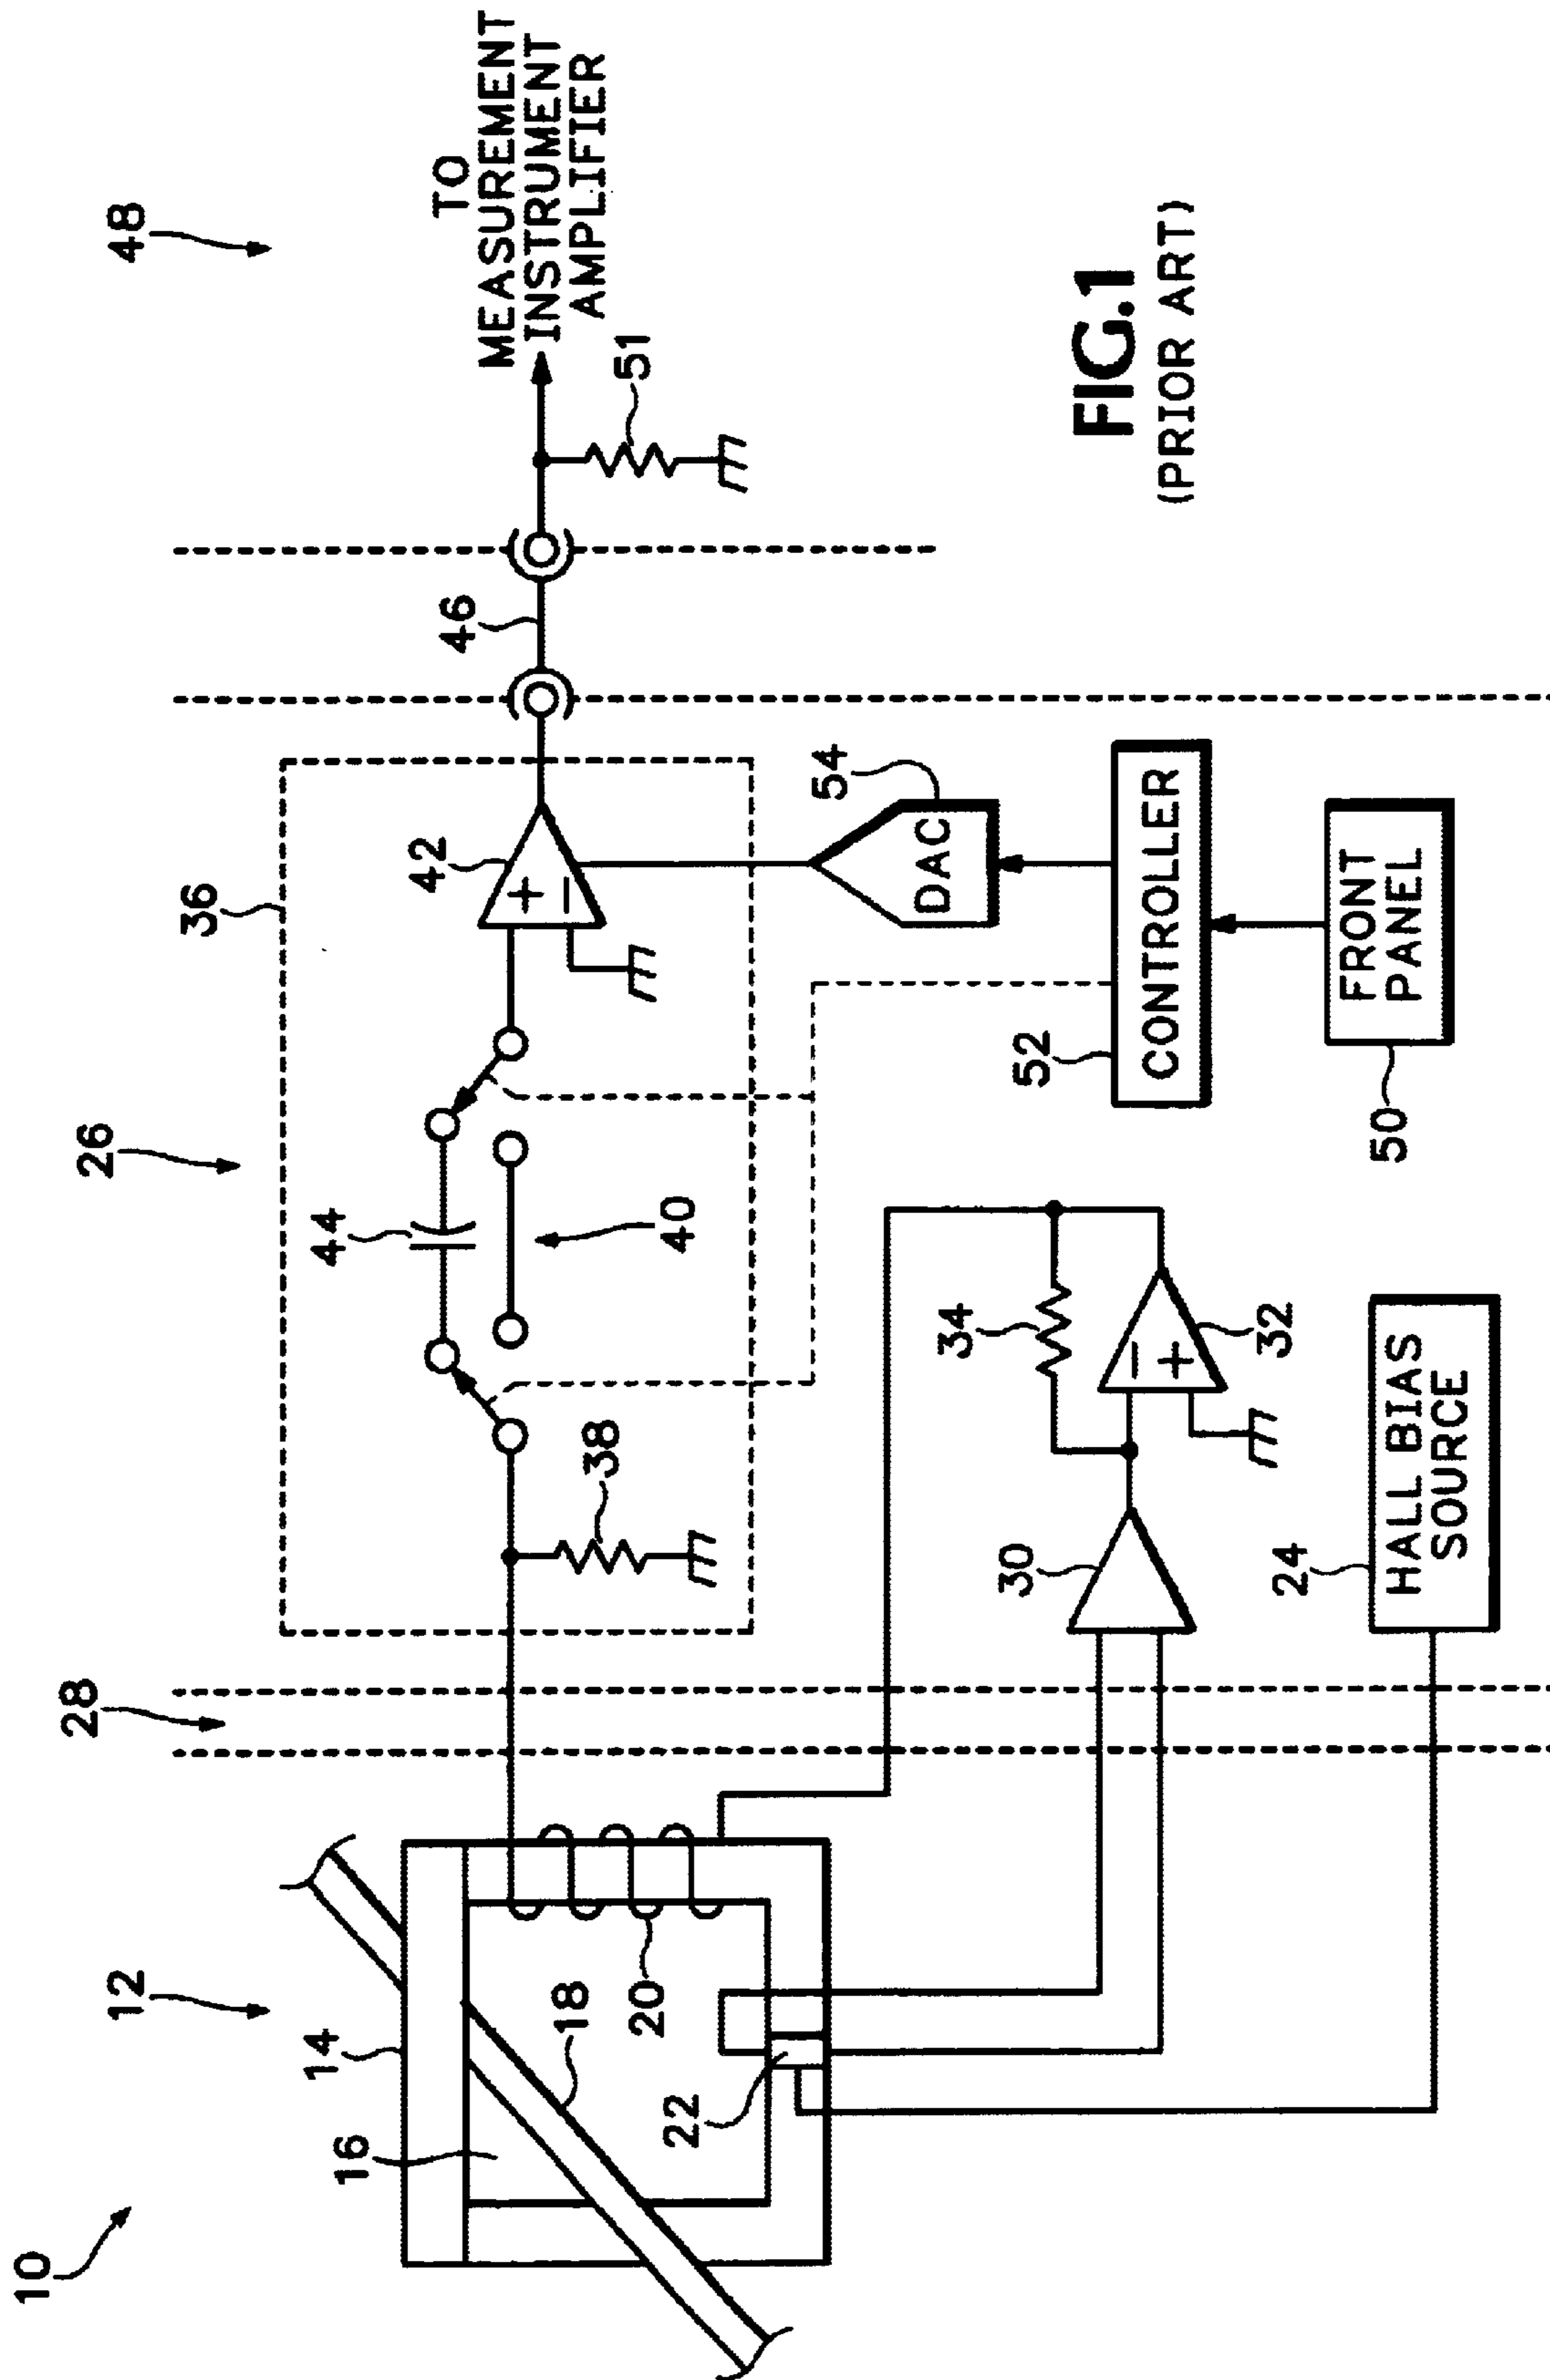 10
12
14
16
18
20
22
28
26
36
38
44
40
42
46
48
TO
MEASUREMENT
INSTRUMENT
AMPLIFIER
51
30
34
32
24
HALL BIAS
SOURCE
54
DAC
52
CONTROLLER
50
FRONT
PANEL
+
−
−
+
FIG.1
(PRIOR ART)